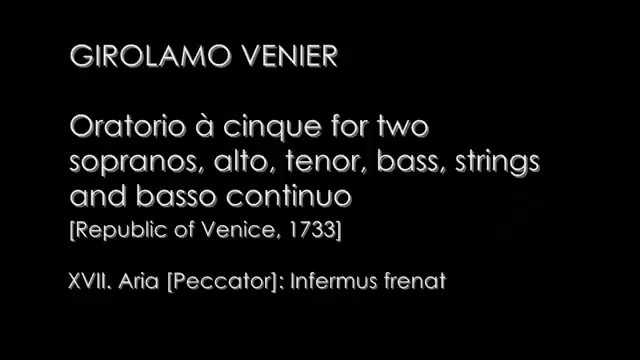 GIROLAMO VENIER
Oratorio à cinque for two
sopranos, alto, tenor, bass, strings
and basso continuo
[Republic of Venice, 1733]
XVII. Aria [Peccator]: Infermus frenat